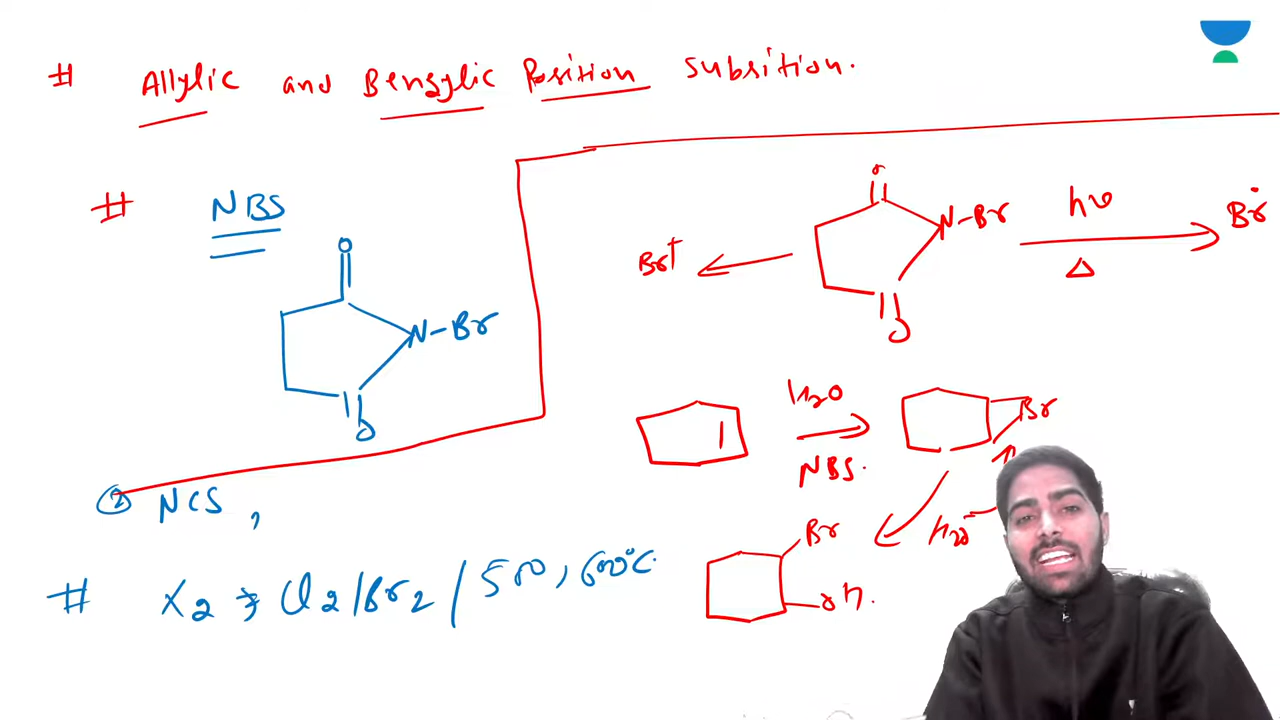 # Allylic and Benzylic Position subsition.
# NBS
O
N-Br
O
② NCS,
# X2 → Cl2/Br2 / 500, 600°C.
O
N-Br
O
hυ
Δ
Br•
Br+
H2O
NBS.
Br
H2O
Br
OH.